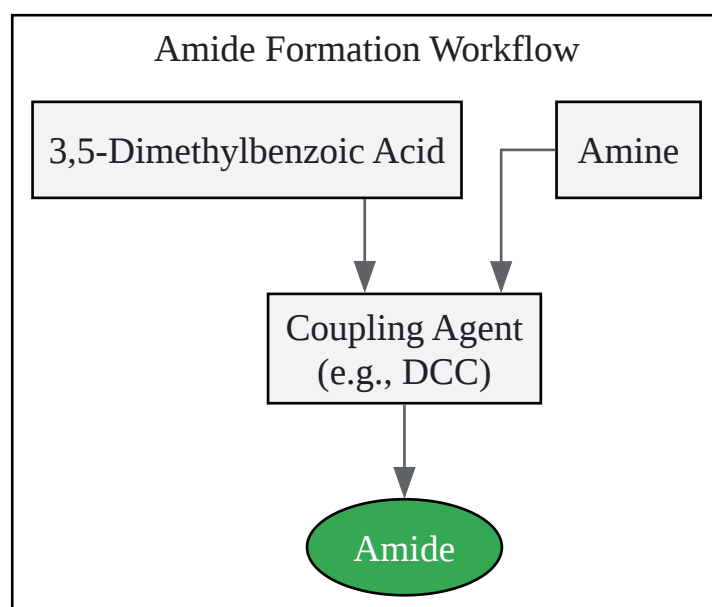 Amide Formation Workflow
3,5-Dimethylbenzoic Acid
Amine
Coupling Agent
(e.g., DCC)
Amide